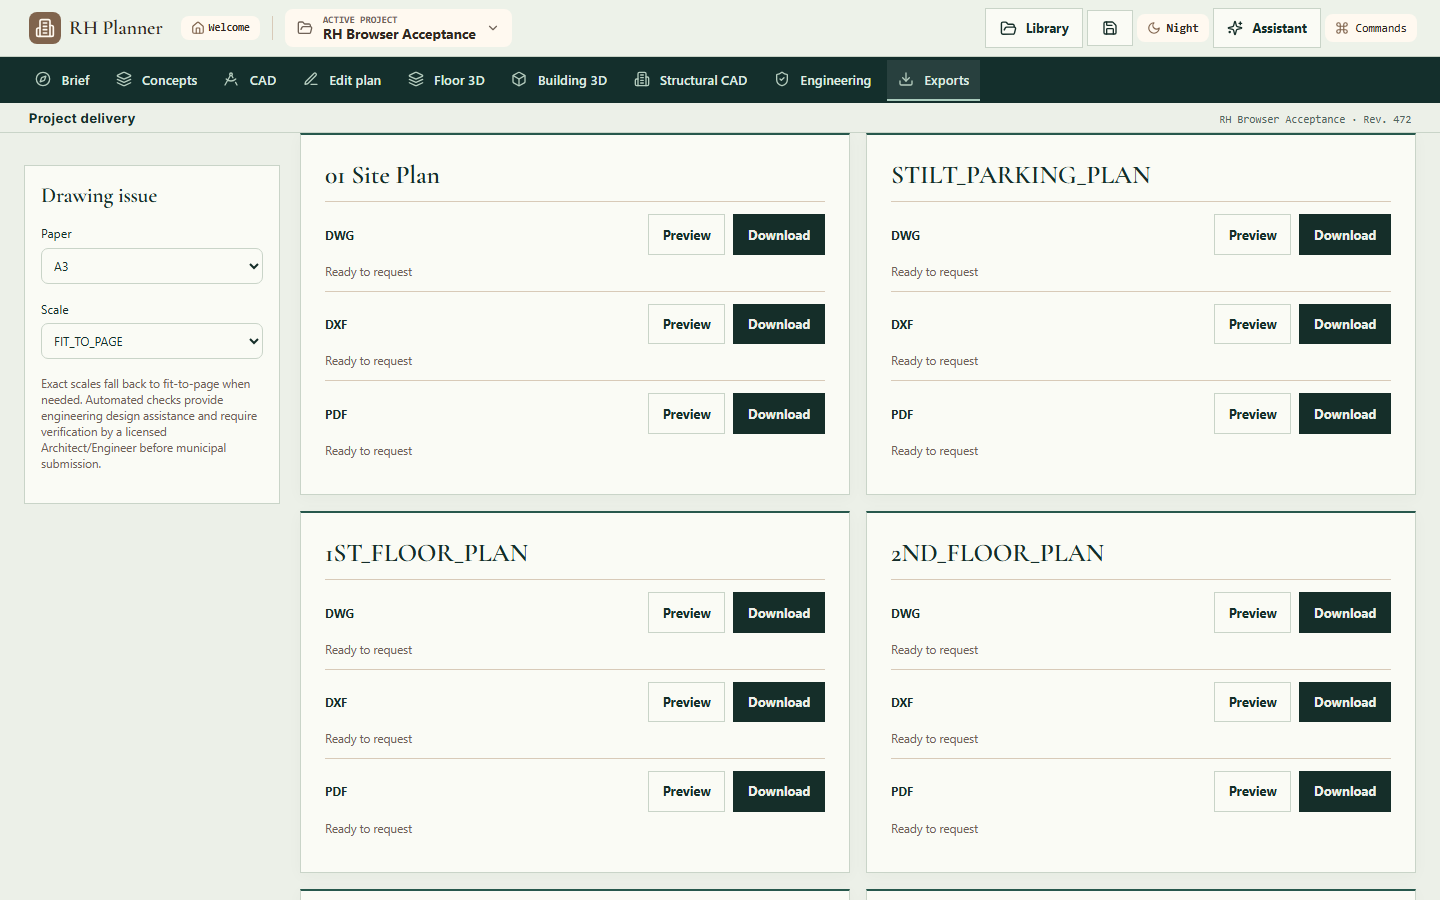 RH Planner
Welcome
ACTIVE PROJECT
RH Browser Acceptance
Library
Night
Assistant
Commands
Brief
Concepts
CAD
Edit plan
Floor 3D
Building 3D
Structural CAD
Engineering
Exports
Project delivery
RH Browser Acceptance · Rev. 472
Drawing issue
Paper
A3
Scale
FIT_TO_PAGE
Exact scales fall back to fit-to-page when
needed. Automated checks provide
engineering design assistance and require
verification by a licensed
Architect/Engineer before municipal
submission.
01 Site Plan
DWG
Preview
Download
Ready to request
DXF
Preview
Download
Ready to request
PDF
Preview
Download
Ready to request
STILT_PARKING_PLAN
DWG
Preview
Download
Ready to request
DXF
Preview
Download
Ready to request
PDF
Preview
Download
Ready to request
1ST_FLOOR_PLAN
DWG
Preview
Download
Ready to request
DXF
Preview
Download
Ready to request
PDF
Preview
Download
Ready to request
2ND_FLOOR_PLAN
DWG
Preview
Download
Ready to request
DXF
Preview
Download
Ready to request
PDF
Preview
Download
Ready to request